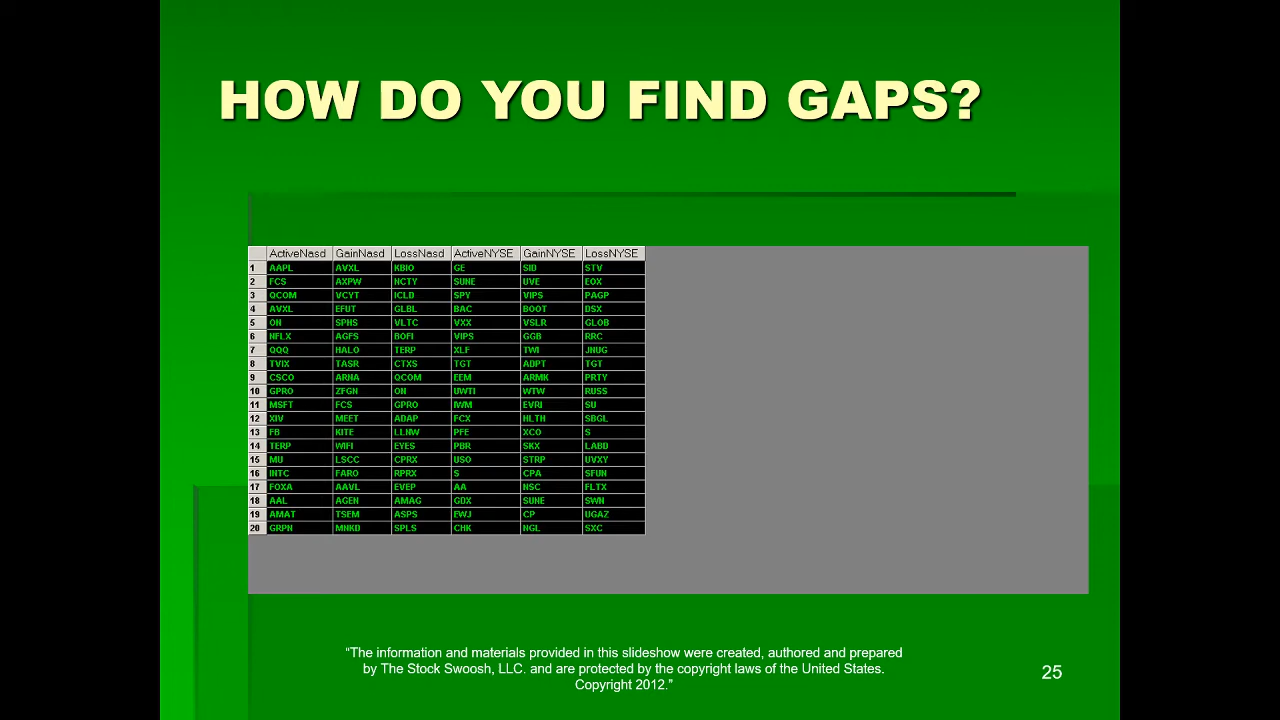 HOW DO YOU FIND GAPS?
ActiveNasd GainNasd LossNasd ActiveNYSE GainNYSE LossNYSE
1 AAPL AVXL KBIO GE SID STV
2 FCS AXPW NCTY SUNE UVE EOX
3 QCOM VCYT ICLD SPY VIPS PAGP
4 AVXL EFUT GLBL BAC BOOT DSX
5 ON SPNS VLTC VXX VSLR GLOB
6 NFLX AGFS BOFI VIPS GGB RRC
7 QQQ HALO TERP XLF TWI JNUG
8 TVIX TASR CTXS TGT ADPT TGT
9 CSCO ARNA QCOM EEM ARMK PRTY
10 GPRO ZFGN ON UWTI WTW RUSS
11 MSFT FCS GPRO IWM EVRI SU
12 XIV MEET ADAP FCX HLTH SBGL
13 FB KITE LLNW PFE XCO S
14 TERP WIFI EYES PBR SKX LABD
15 MU LSCC CPRX USO STRP UVXY
16 INTC FARO RPRX S CPA SFUN
17 FOXA AAVL EVEP AA NSC FLTX
18 AAL AGEN AMAG GDX SUNE SWN
19 AMAT TSEM ASPS EWJ CP UGAZ
20 GRPN MNKD SPLS CHK NGL SXC
“The information and materials provided in this slideshow were created, authored and prepared
by The Stock Swoosh, LLC. and are protected by the copyright laws of the United States.
Copyright 2012.”
25